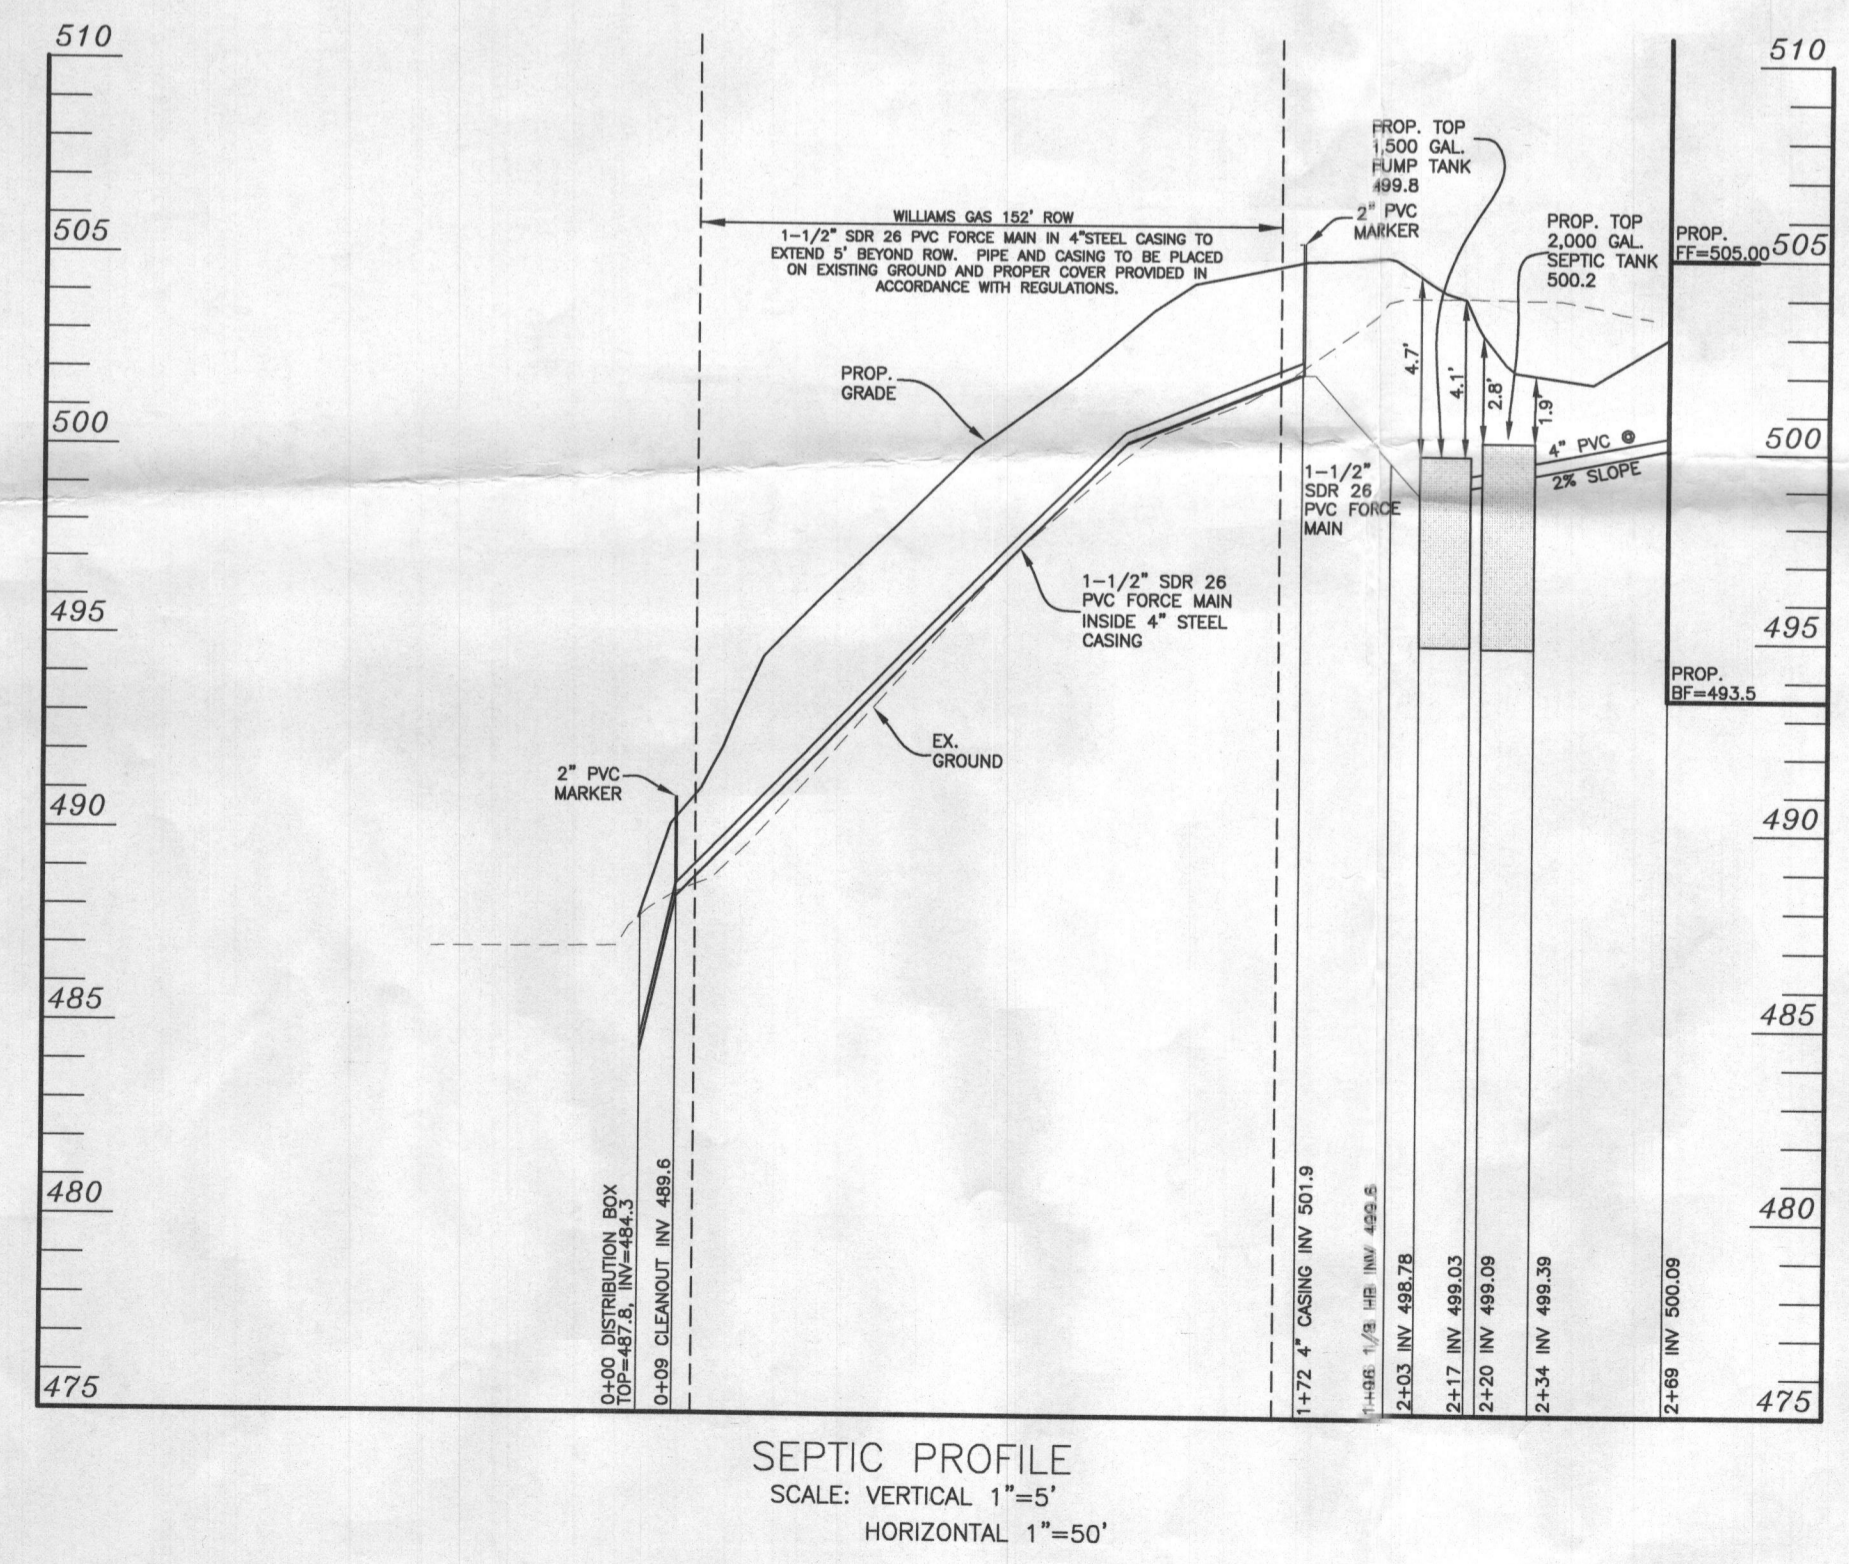 510
505
500
495
490
485
480
475
510
505
500
495
490
485
480
475
WILLIAMS GAS 152' ROW
1-1/2" SDR 26 PVC FORCE MAIN IN 4"STEEL CASING TO
EXTEND 5' BEYOND ROW. PIPE AND CASING TO BE PLACED
ON EXISTING GROUND AND PROPER COVER PROVIDED IN
ACCORDANCE WITH REGULATIONS.
PROP. TOP
1,500 GAL.
PUMP TANK
499.8
2" PVC
MARKER
PROP. TOP
2,000 GAL.
SEPTIC TANK
500.2
PROP.
FF=505.00
PROP.
GRADE
4.7'
4.1'
2.8'
1.9'
4" PVC @
2% SLOPE
1-1/2"
SDR 26
PVC FORCE
MAIN
1-1/2" SDR 26
PVC FORCE MAIN
INSIDE 4" STEEL
CASING
PROP.
BF=493.5
EX.
GROUND
2" PVC
MARKER
0+00 DISTRIBUTION BOX
TOP=487.8, INV=484.3
0+09 CLEANOUT INV 489.6
1+72 4" CASING INV 501.9
1+96 1/8 HB INV 499.6
2+03 INV 498.78
2+17 INV 499.03
2+20 INV 499.09
2+34 INV 499.39
2+69 INV 500.09
SEPTIC PROFILE
SCALE: VERTICAL 1"=5'
HORIZONTAL 1"=50'